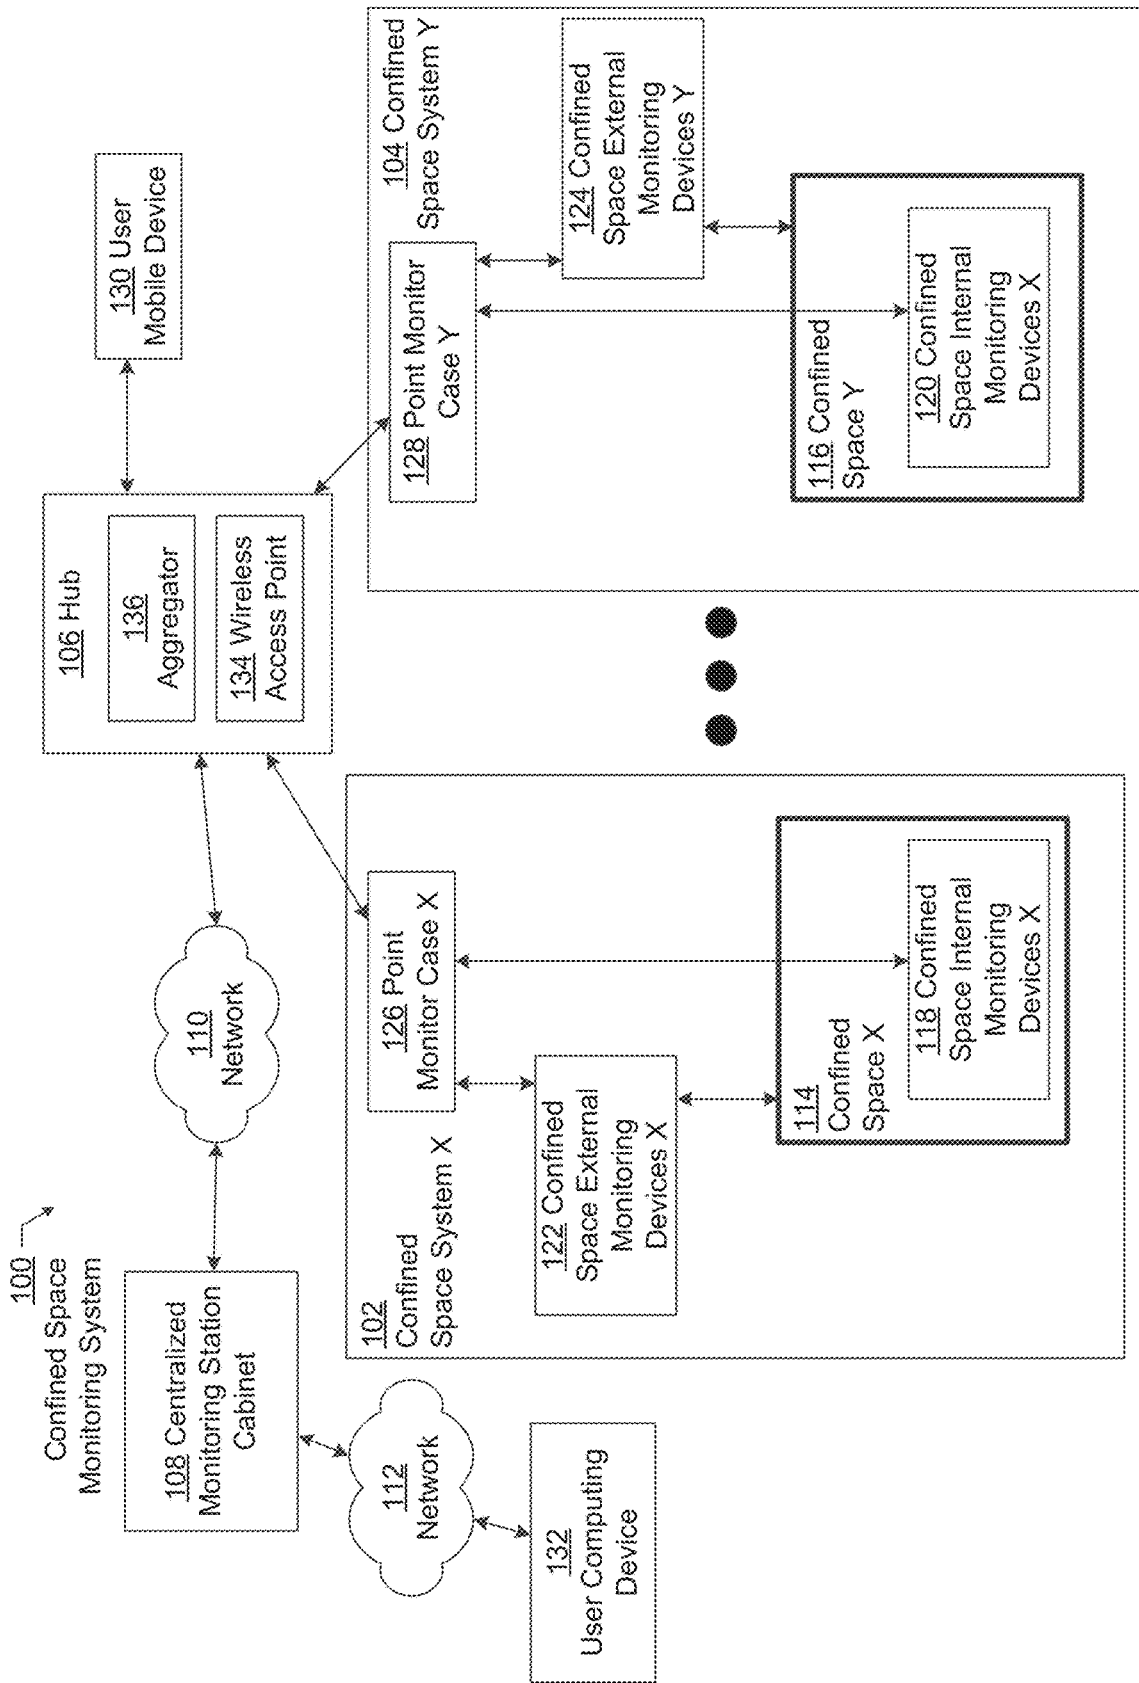 100
Confined Space
Monitoring System
108 Centralized
Monitoring Station
Cabinet
110
Network
106 Hub
136
Aggregator
134 Wireless
Access Point
130 User
Mobile Device
112
Network
132
User Computing
Device
102
Confined
Space System X
126 Point
Monitor Case X
122 Confined
Space External
Monitoring
Devices X
114
Confined
Space X
118 Confined
Space Internal
Monitoring
Devices X
104 Confined
Space System Y
128 Point Monitor
Case Y
124 Confined
Space External
Monitoring
Devices Y
116 Confined
Space Y
120 Confined
Space Internal
Monitoring
Devices X